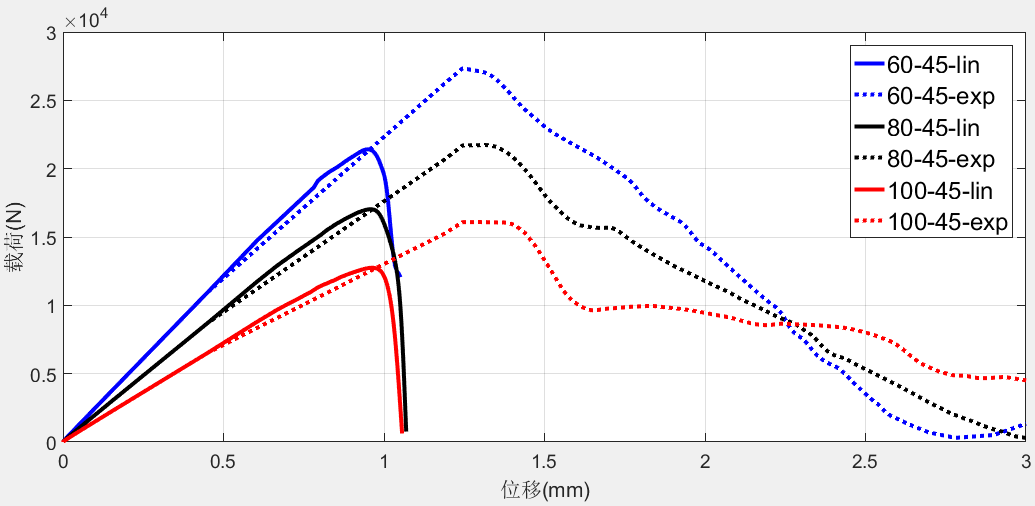 ×10⁴
3
2.5
2
1.5
1
0.5
0
0 0.5 1 1.5 2 2.5 3
载荷(N)
位移(mm)
60-45-lin
60-45-exp
80-45-lin
80-45-exp
100-45-lin
100-45-exp